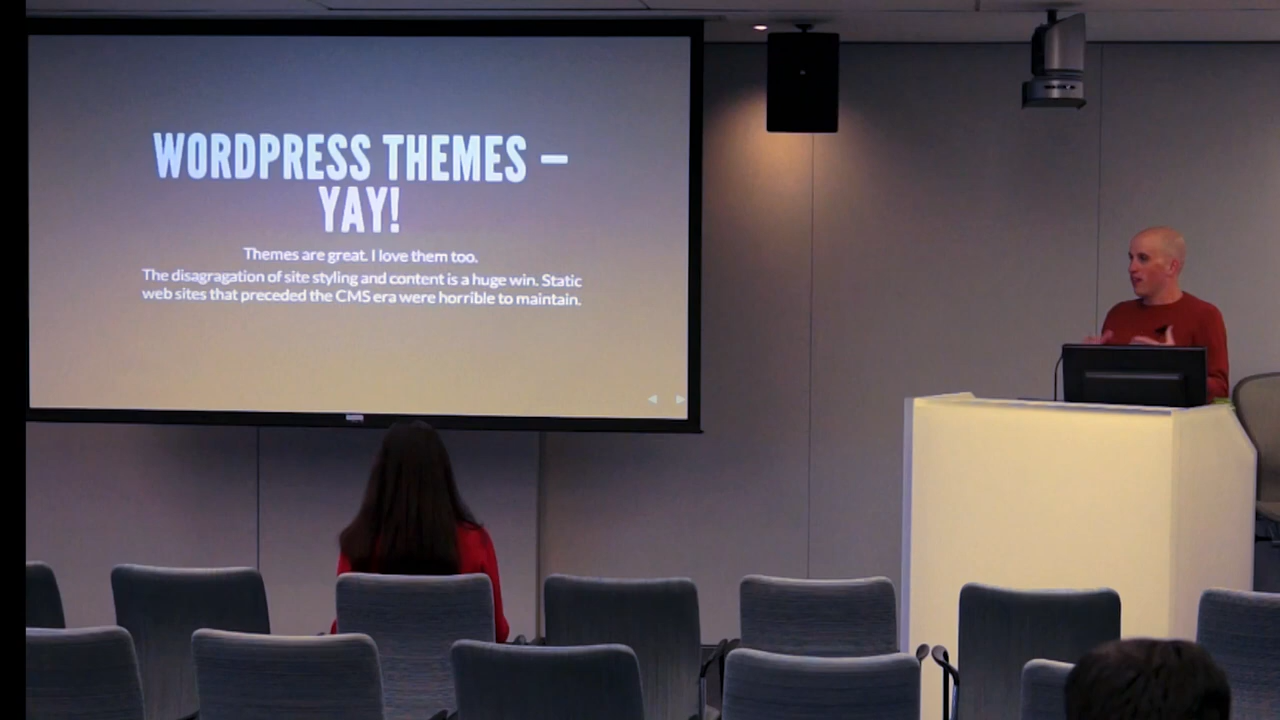 WORDPRESS THEMES –
YAY!
Themes are great. I love them too.
The disagragation of site styling and content is a huge win. Static
web sites that preceded the CMS era were horrible to maintain.